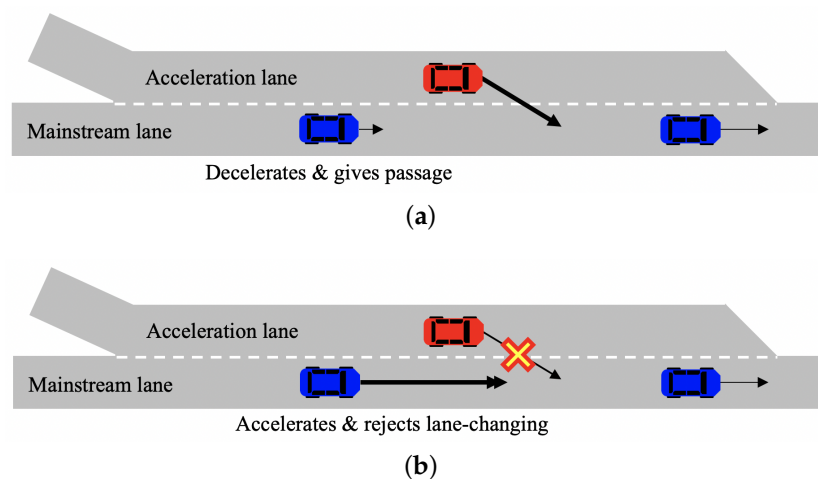 Acceleration lane
Mainstream lane
Decelerates & gives passage
(a)
Acceleration lane
Mainstream lane
Accelerates & rejects lane-changing
(b)